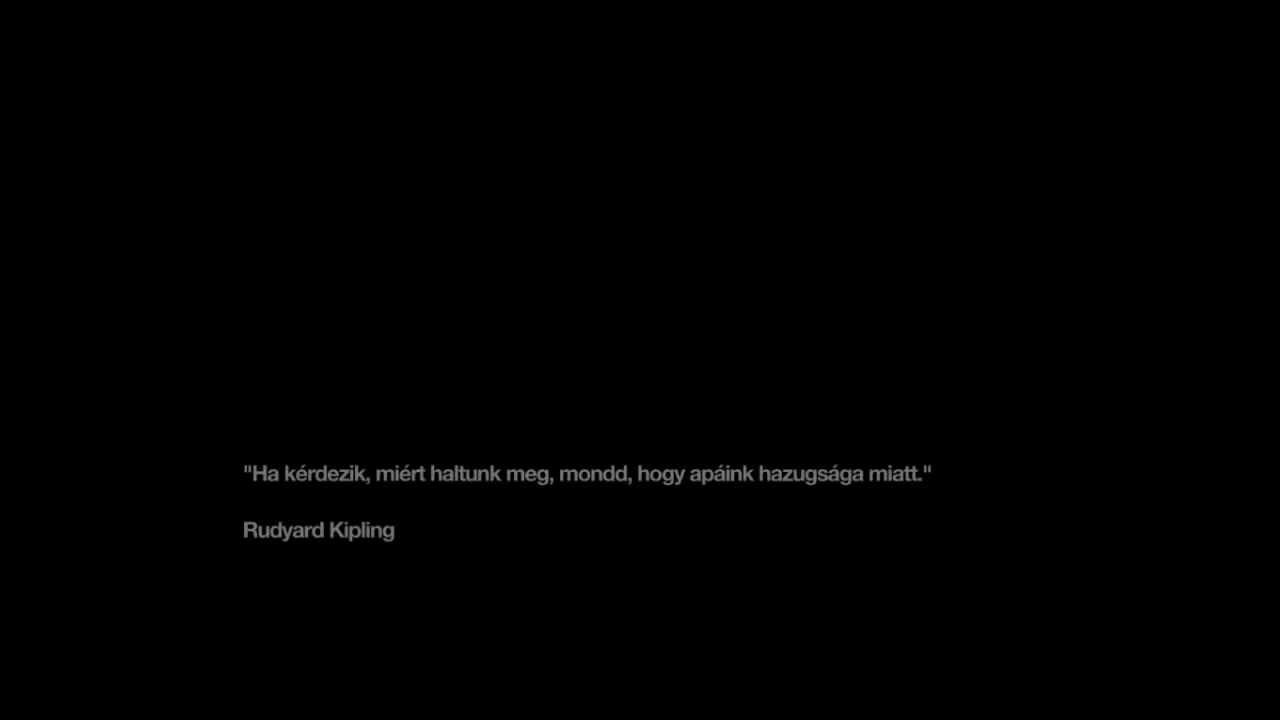 "Ha kérdezik, miért haltunk meg, mondd, hogy apáink hazugsága miatt."
Rudyard Kipling